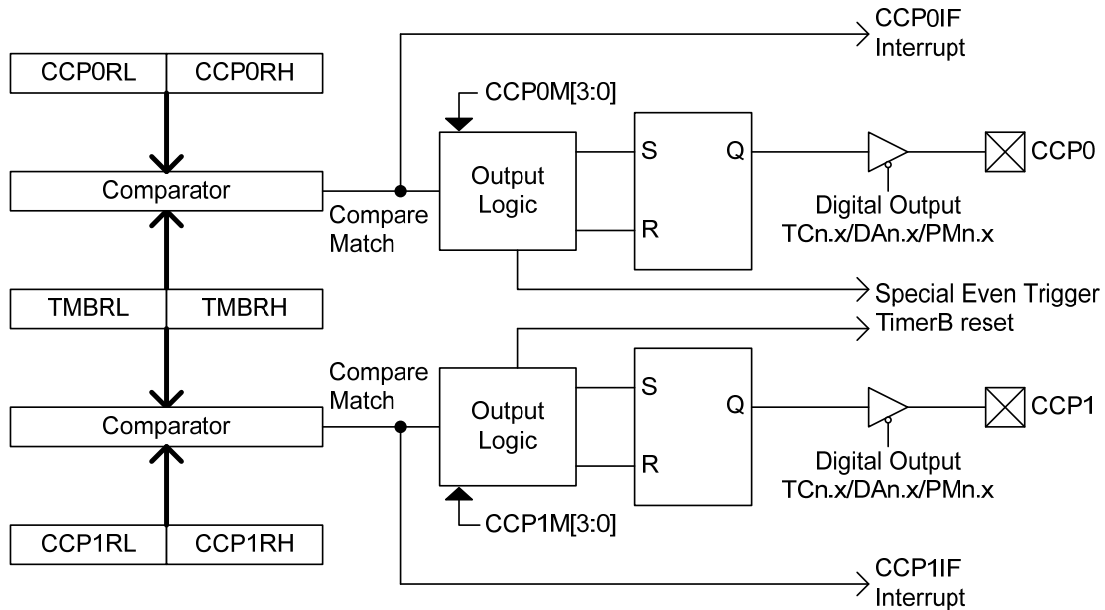 CCP0IF
Interrupt
CCP0RL CCP0RH
CCP0M[3:0]
Comparator
Compare
Match
Output
Logic
S
R
Q
CCP0
Digital Output
TCn.x/DAn.x/PMn.x
TMBRL TMBRH
Special Even Trigger
TimerB reset
Compare
Match
Comparator
Output
Logic
S
R
Q
CCP1
Digital Output
TCn.x/DAn.x/PMn.x
CCP1M[3:0]
CCP1RL CCP1RH
CCP1IF
Interrupt